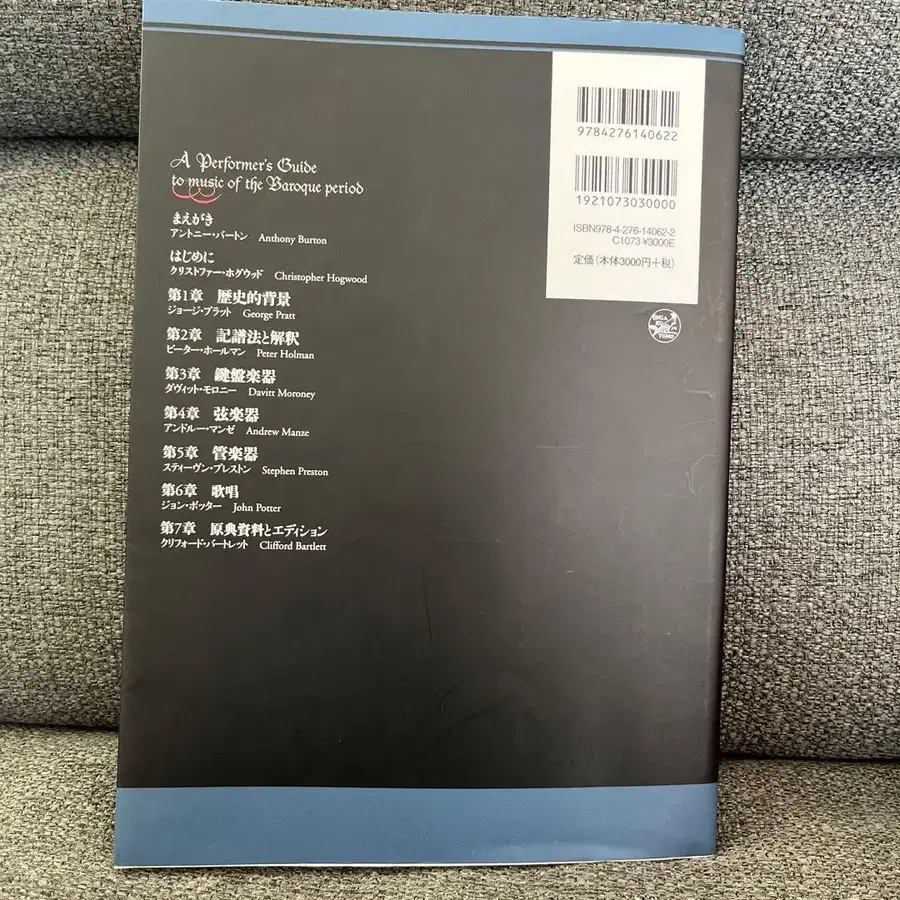 A Performer's Guide
to music of the Baroque period
まえがき
アントニー・バートン Anthony Burton
はじめに
クリストファー・ホグウッド Christopher Hogwood
第1章 歴史的背景
ジョージ・プラット George Pratt
第2章 記譜法と解釈
ピーター・ホールマン Peter Holman
第3章 鍵盤楽器
ダヴィット・モロニー Davitt Moroney
第4章 弦楽器
アンドルー・マンゼ Andrew Manze
第5章 管楽器
スティーヴン・プレストン Stephen Preston
第6章 歌唱
ジョン・ポッター John Potter
第7章 原典資料とエディション
クリフォード・バートレット Clifford Bartlett
9784276140622
1921073030000
ISBN978-4-276-14062-2
C1073 ¥3000E
定価(本体3000円+税)